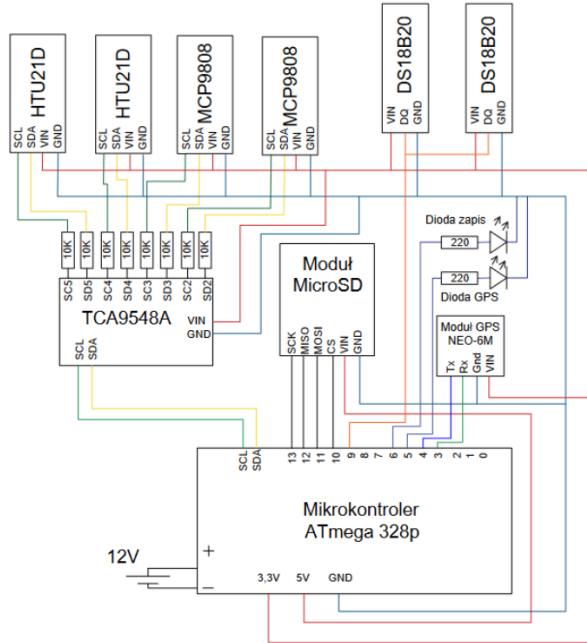 HTU21D
HTU21D
MCP9808
MCP9808
DS18B20
DS18B20
SCL SDA VIN GND
SCL SDA VIN GND
SCL SDA VIN GND
SCL SDA VIN GND
VIN DQ GND
VIN DQ GND
10K 10K 10K 10K 10K 10K 10K 10K
SC5 SD5 SC4 SD4 SC3 SD3 SC2 SD2
TCA9548A
VIN
GND
SCL SDA
Moduł
MicroSD
SCK MISO MOSI CS VIN GND
Dioda zapis
220
220
Dioda GPS
Moduł GPS
NEO-6M
Tx Rx Gnd VIN
SCL SDA 13 12 11 10 9 8 7 6 5 4 3 2 1 0
Mikrokontroler
ATmega 328p
12V
+
–
3,3V 5V GND